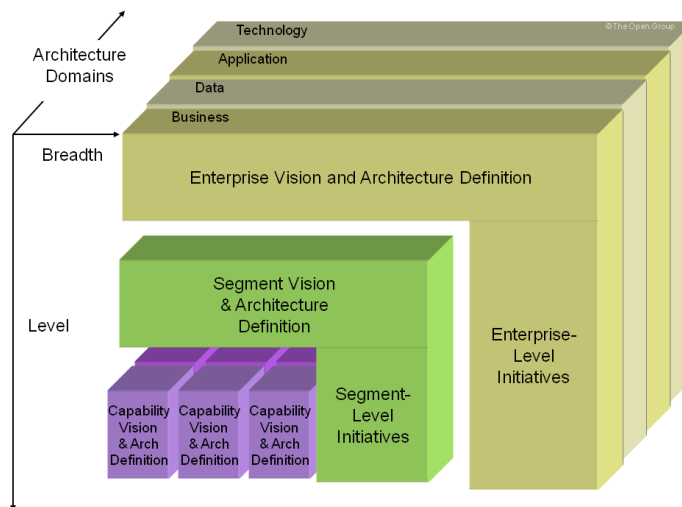 Technology
©The Open Group
Architecture
Domains
Application
Data
Business
Breadth
Enterprise Vision and Architecture Definition
Segment Vision
& Architecture
Definition
Level
Enterprise-
Level
Initiatives
Segment-
Level
Initiatives
Capability
Vision
& Arch
Definition
Capability
Vision
& Arch
Definition
Capability
Vision
& Arch
Definition